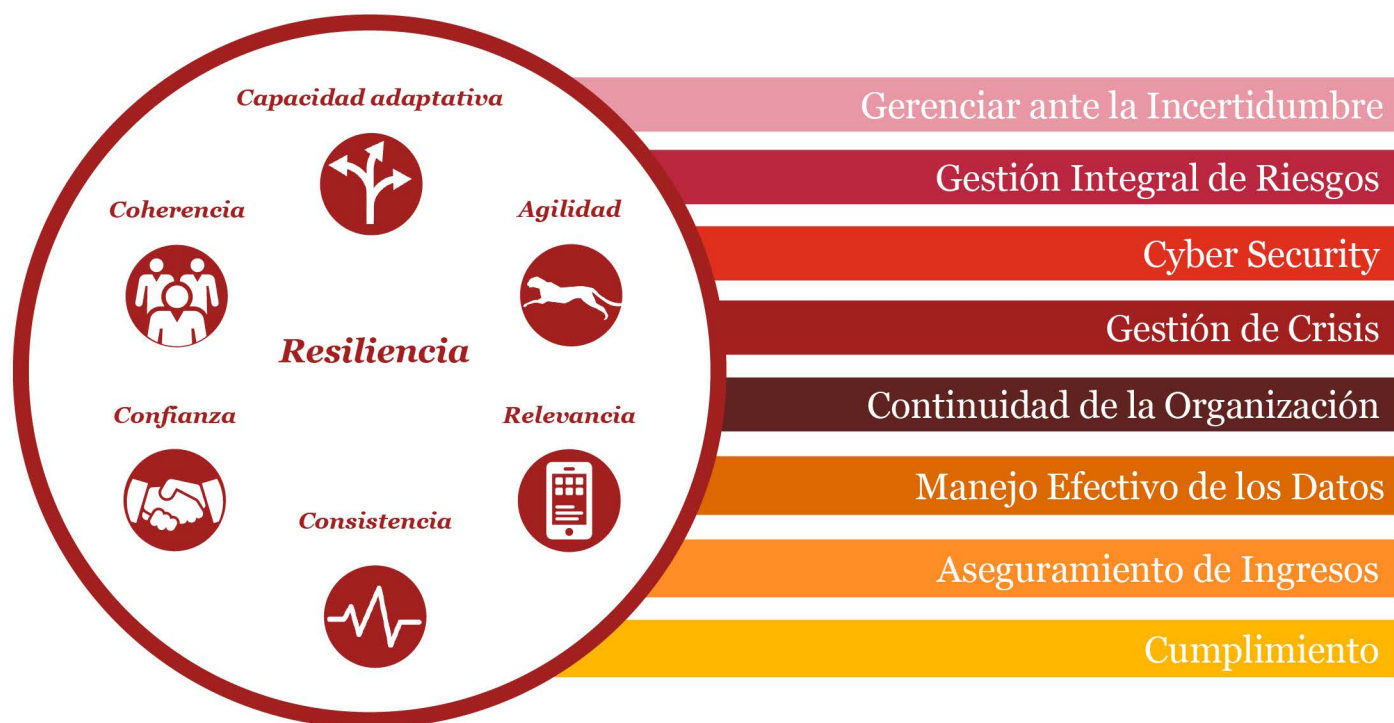 Capacidad adaptativa
Coherencia
Agilidad
Resiliencia
Confianza
Relevancia
Consistencia
Gerenciar ante la Incertidumbre
Gestión Integral de Riesgos
Cyber Security
Gestión de Crisis
Continuidad de la Organización
Manejo Efectivo de los Datos
Aseguramiento de Ingresos
Cumplimiento